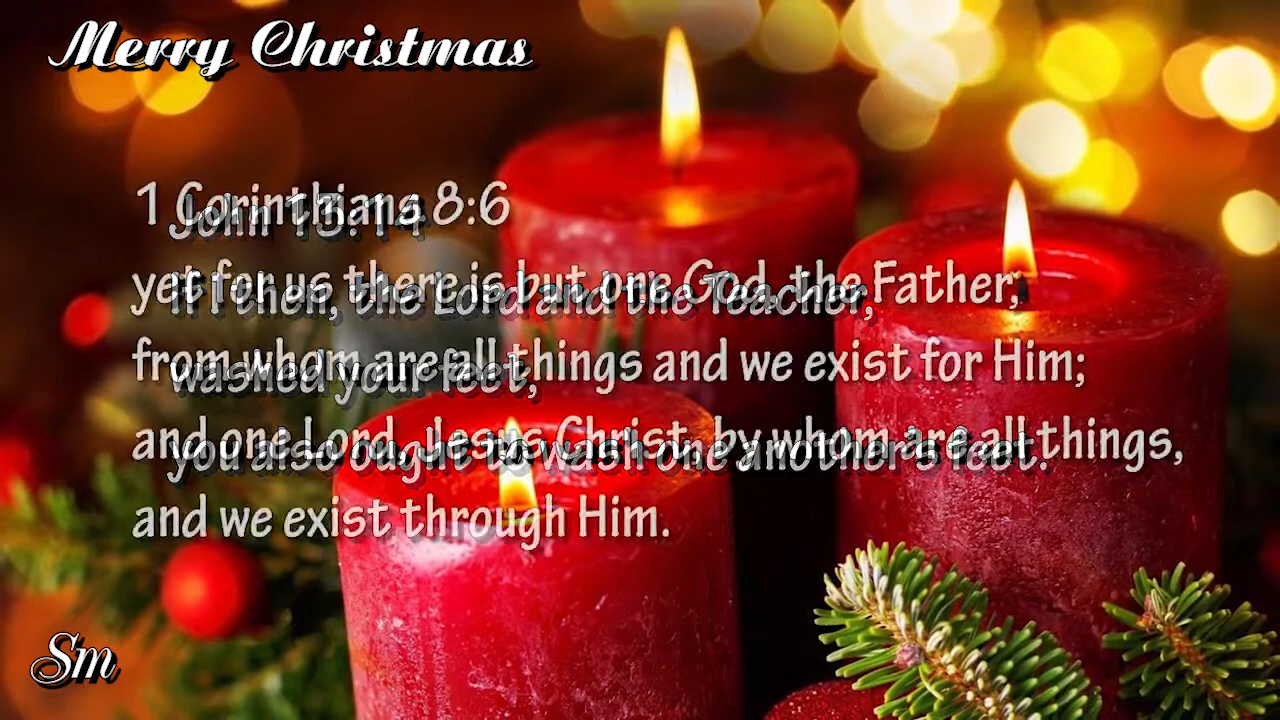 Merry Christmas
1 Corinthians 8:6
yet for us there is but one God, the Father,
from whom are all things and we exist for Him;
and one Lord, Jesus Christ, by whom are all things,
and we exist through Him.
John 13:14
If I then, the Lord and the Teacher,
washed your feet,
you also ought to wash one another's feet.
Sm